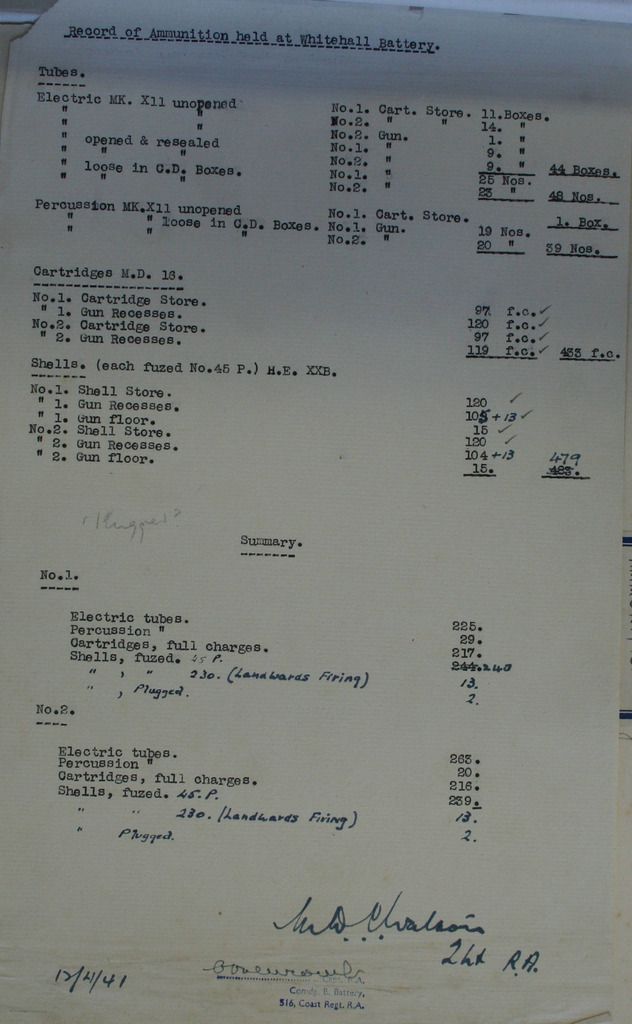 Record of Ammunition held at Whitehall Battery.
Tubes.
Electric MK. X11 unopened No.1. Cart. Store. 11.Boxes.
" " No.2. " " 14. "
" opened & resealed No.2. Gun. 1. "
" " No.1. " 9. "
" " No.2. " 9. " 44 Boxes.
" loose in C.D. Boxes. No.1. " 25 Nos.
" " " No.2. " 23 " 48 Nos.
Percussion MK.X11 unopened No.1. Cart. Store. 1. Box.
" " loose in C.D. Boxes. No.1. Gun. 19 Nos.
" " " No.2. " 20 " 39 Nos.
Cartridges M.D. 16.
No.1. Cartridge Store. 97 f.c. ✓
" 1. Gun Recesses. 120 f.c. ✓
No.2. Cartridge Store. 97 f.c. ✓
" 2. Gun Recesses. 119 f.c. ✓ 433 f.c.
Shells. (each fuzed No.45 P.) H.E. XXB.
No.1. Shell Store. 120 ✓
" 1. Gun Recesses. 105 + 13 ✓
" 1. Gun floor. 15 ✓
No.2. Shell Store. 120 ✓
" 2. Gun Recesses. 104 + 13 479
" 2. Gun floor. 15. 483.
"Plugged"
Summary.
No.1.
Electric tubes. 225.
Percussion " 29.
Cartridges, full charges. 217.
Shells, fuzed. 45 P. 244. 240
" , " 230. (Landwards Firing) 13.
" , Plugged. 2.
No.2.
Electric tubes. 263.
Percussion " 20.
Cartridges, full charges. 216.
Shells, fuzed. 45. P. 239.
" " 230. (Landwards Firing) 13.
" Plugged. 2.
Watson
2Lt R.A.
12/4/41
Capt. R.A.
Comdg. B. Battery,
516, Coast Regt. R.A.